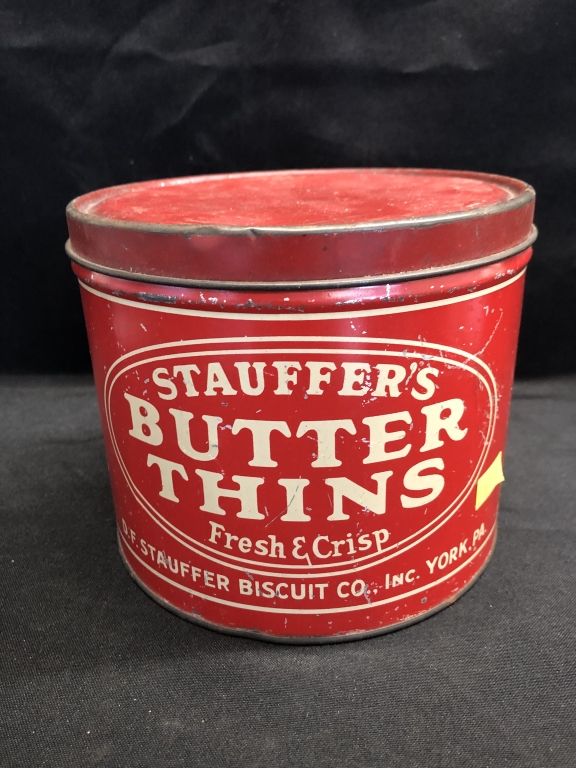 STAUFFER'S
BUTTER
THINS
Fresh & Crisp
D.F. STAUFFER BISCUIT CO., INC. YORK, PA.